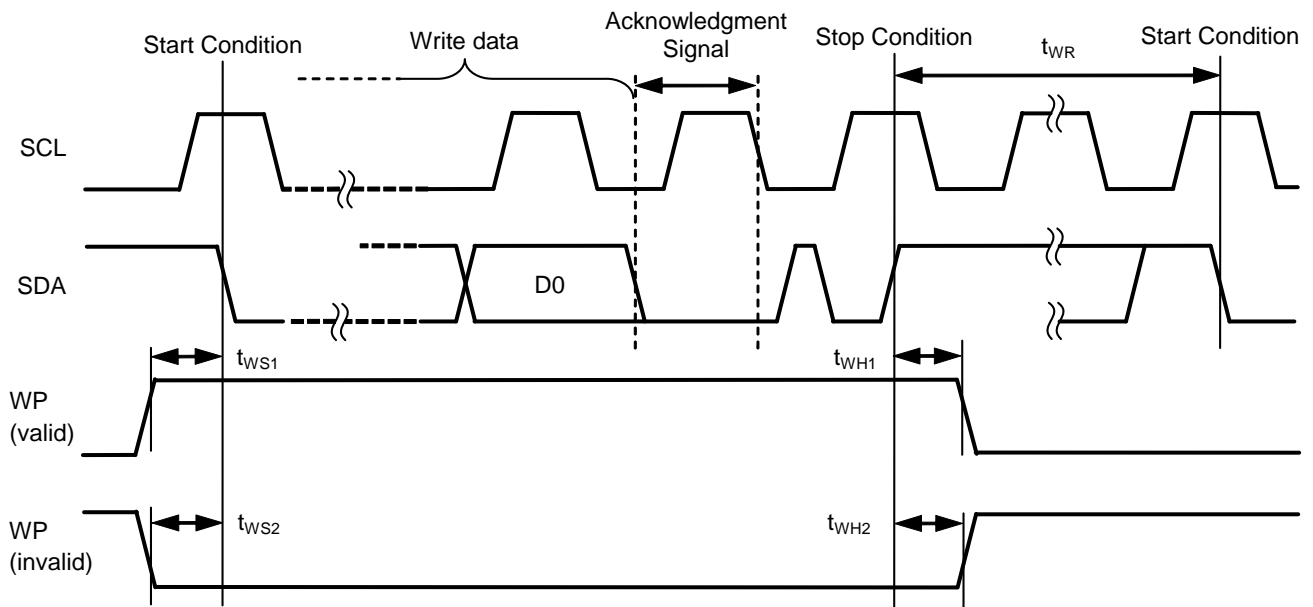 Acknowledgment
Signal
Start Condition
Write data
Stop Condition
tWR
Start Condition
SCL
SDA
D0
tWS1
tWH1
WP
(valid)
tWS2
tWH2
WP
(invalid)